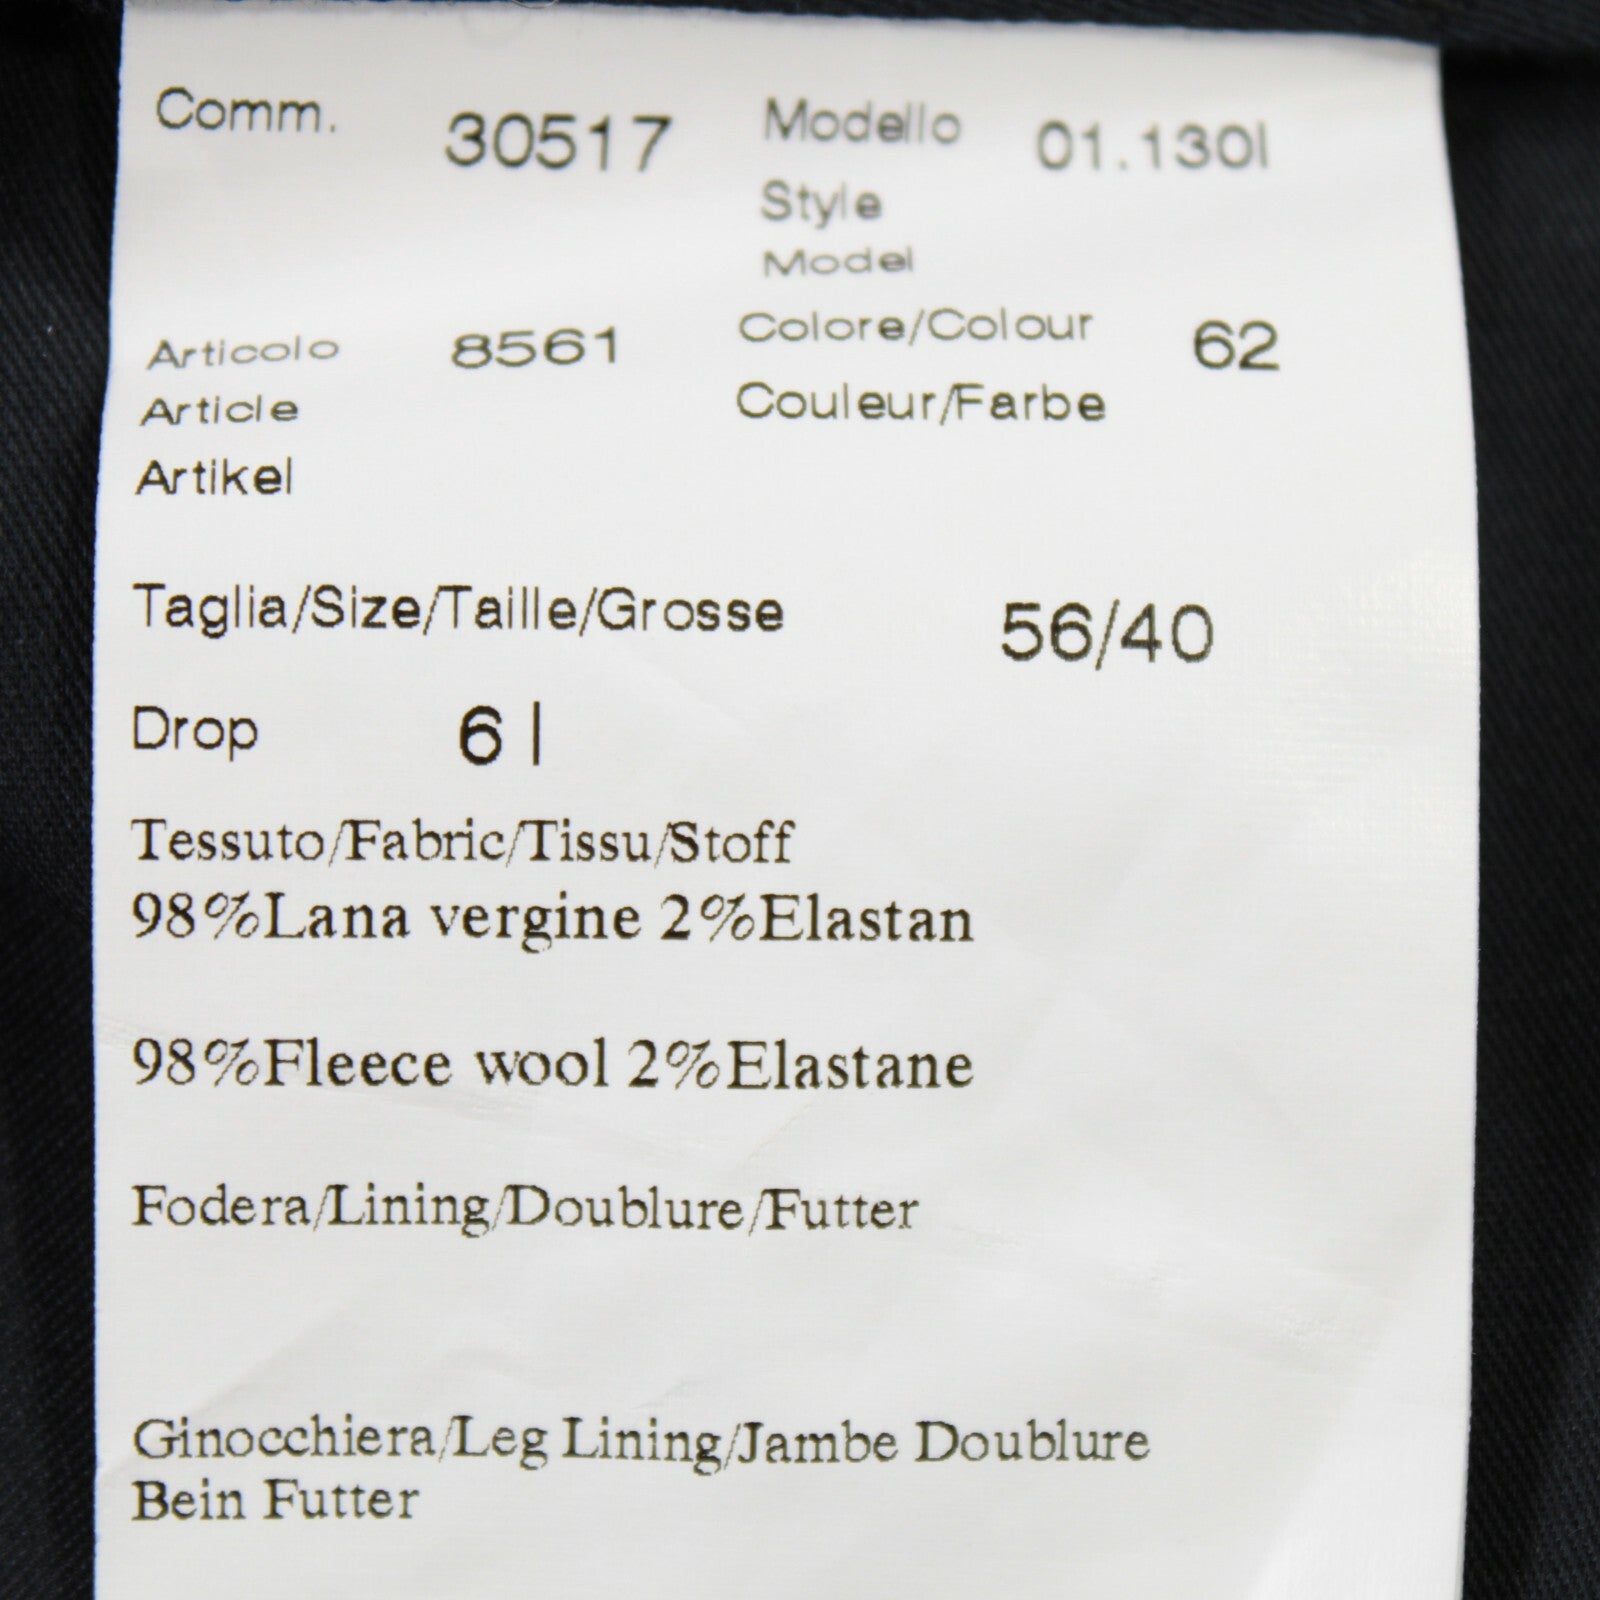 Comm. 30517 Modello 01.130l
Style
Model
Articolo 8561 Colore/Colour 62
Article Couleur/Farbe
Artikel
Taglia/Size/Taille/Grosse 56/40
Drop 6 l
Tessuto/Fabric/Tissu/Stoff
98%Lana vergine 2%Elastan
98%Fleece wool 2%Elastane
Fodera/Lining/Doublure/Futter
Ginocchiera/Leg Lining/Jambe Doublure
Bein Futter